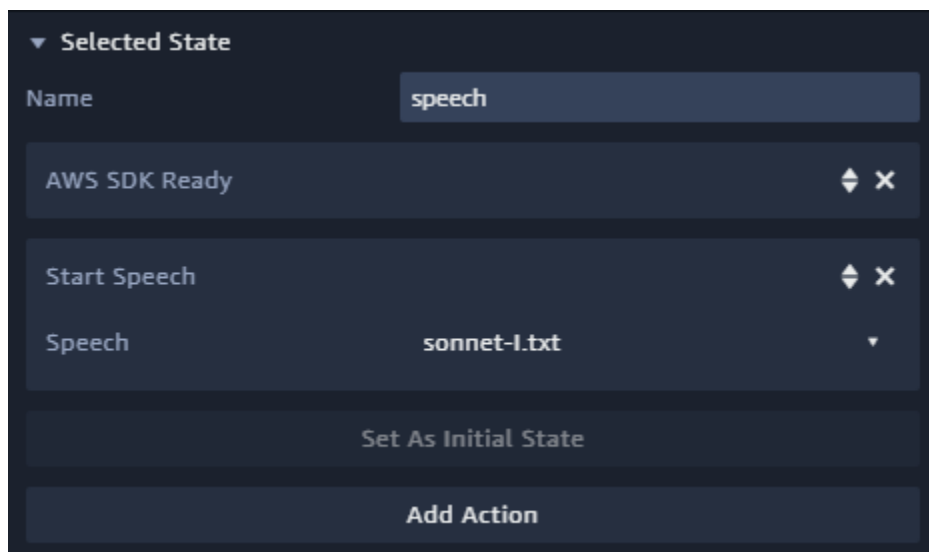 Selected State
Name speech
AWS SDK Ready
Start Speech
Speech sonnet-I.txt
Set As Initial State
Add Action